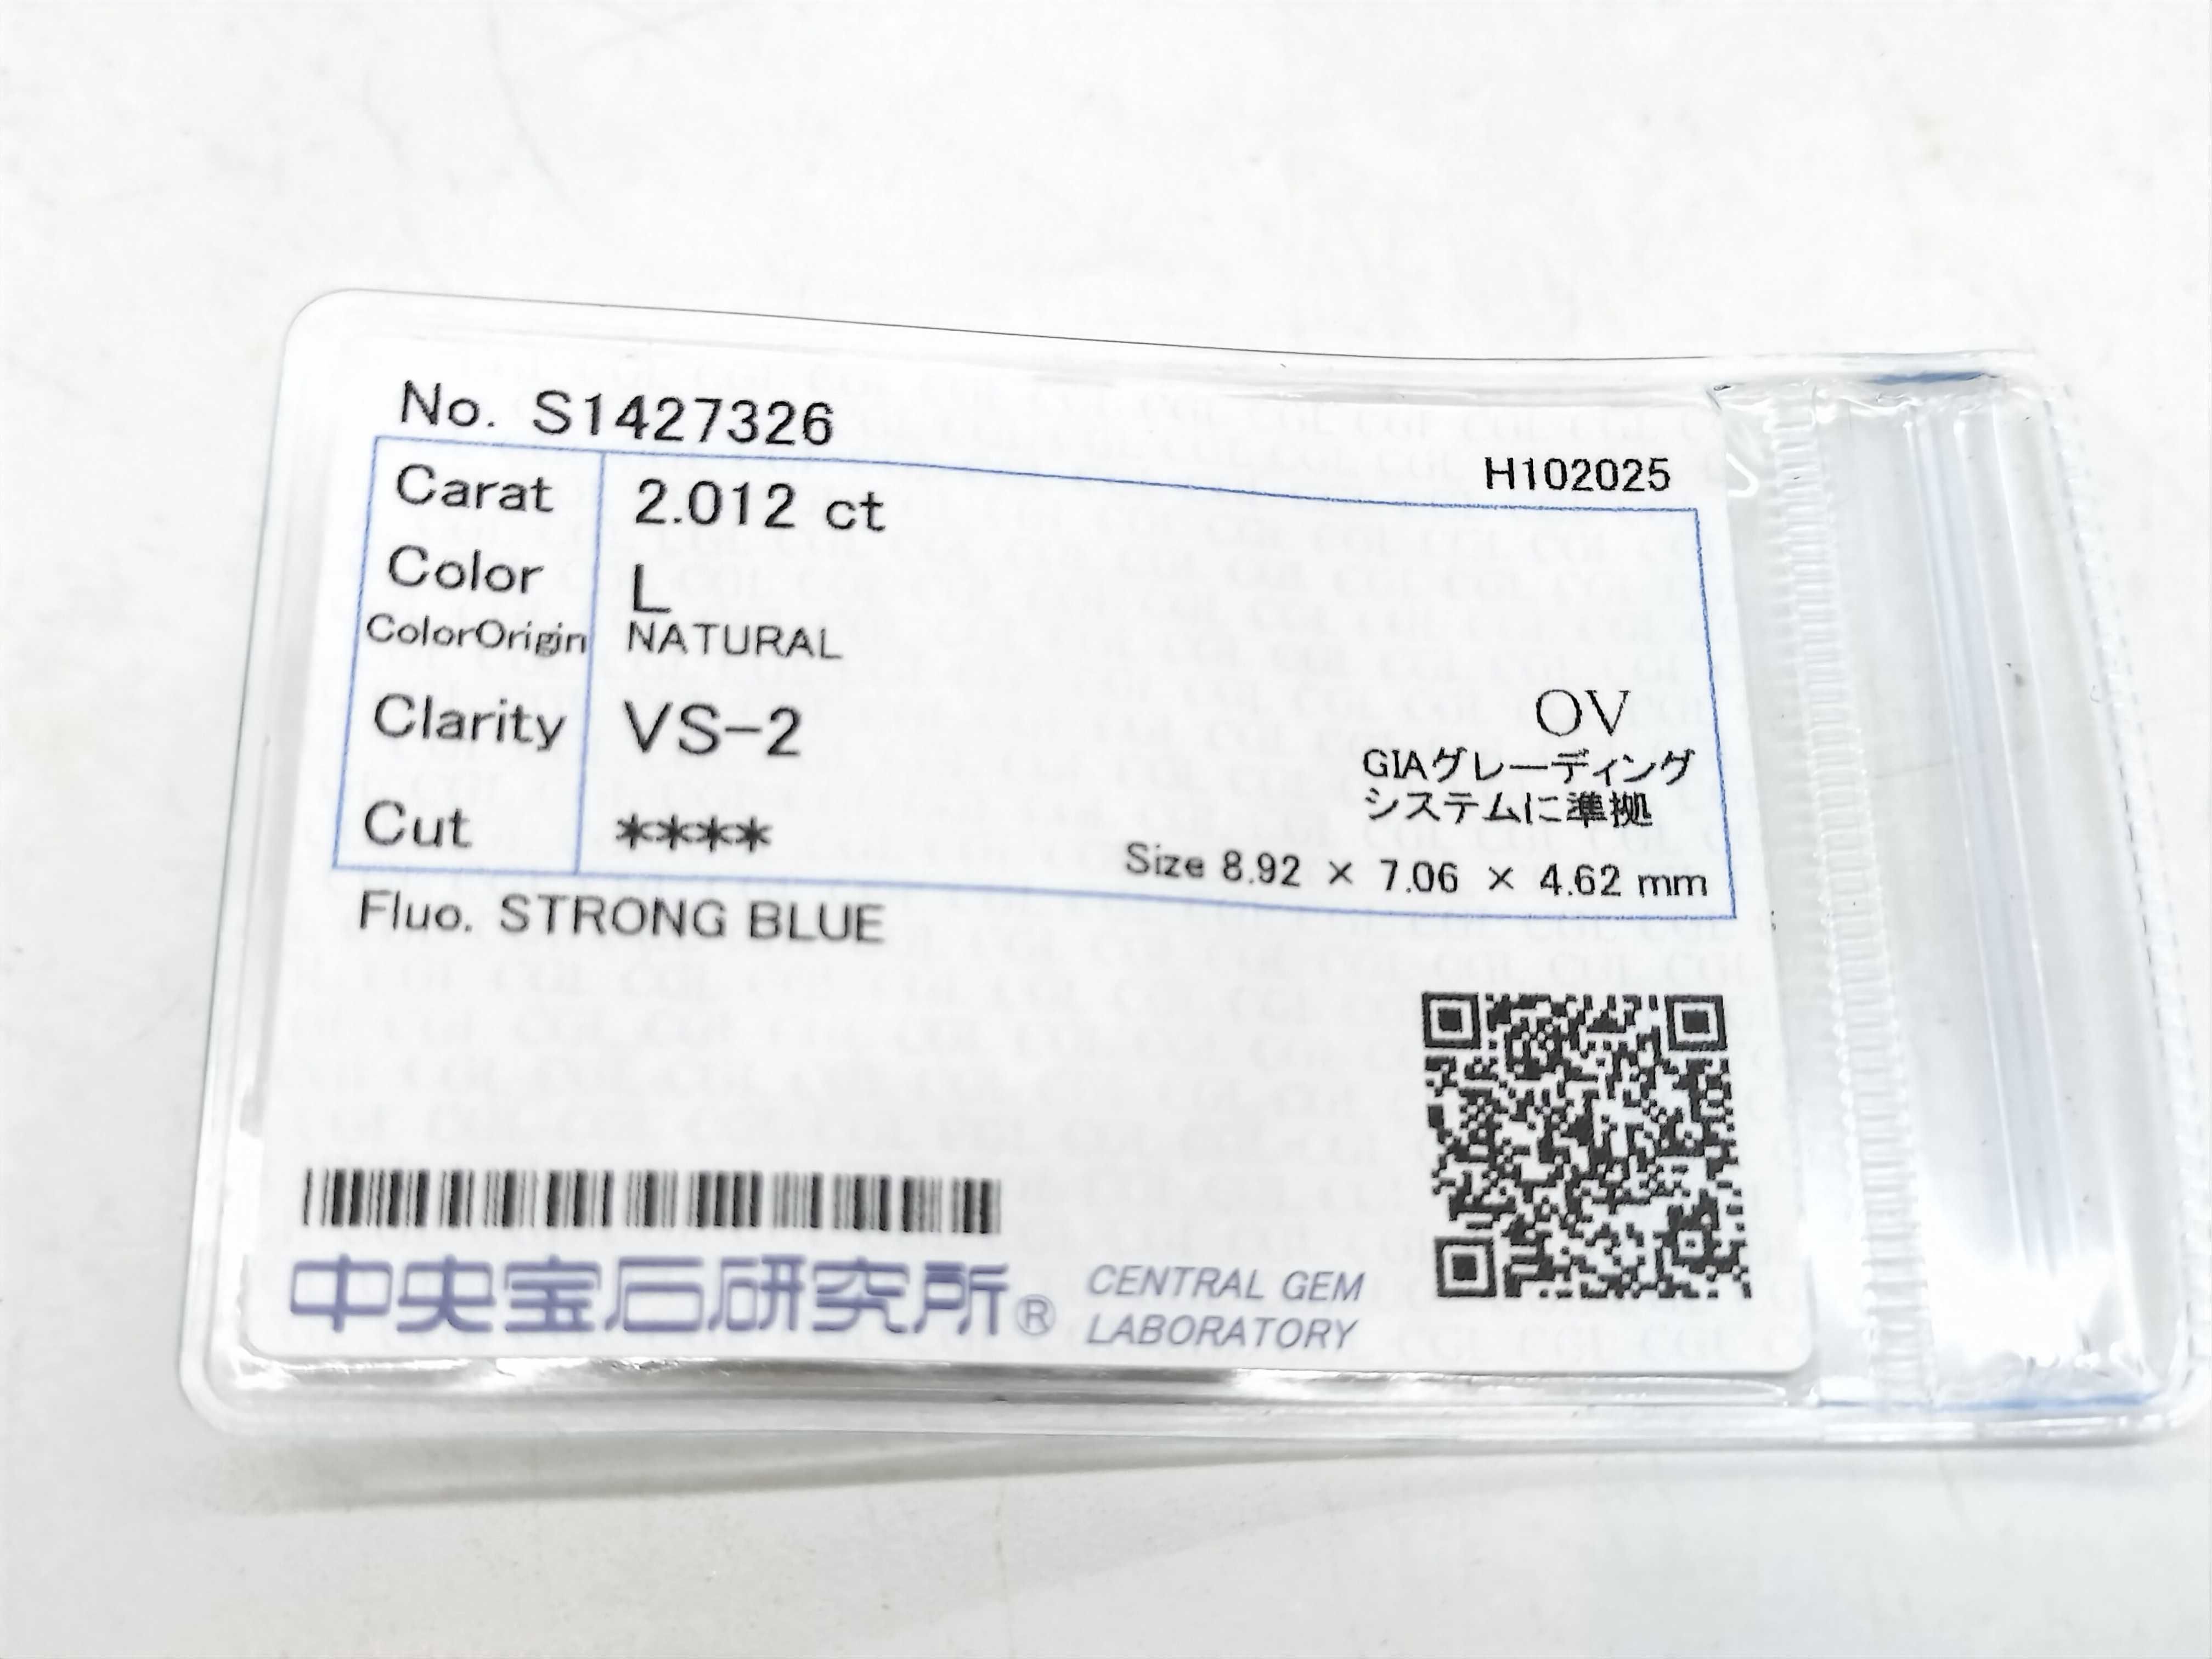 No. S1427326
H102025
Carat 2.012 ct
Color L
ColorOrigin NATURAL
Clarity VS-2
OV
GIAグレーディング
システムに準拠
Cut ****
Size 8.92 × 7.06 × 4.62 mm
Fluo. STRONG BLUE
中央宝石研究所®
CENTRAL GEM
LABORATORY